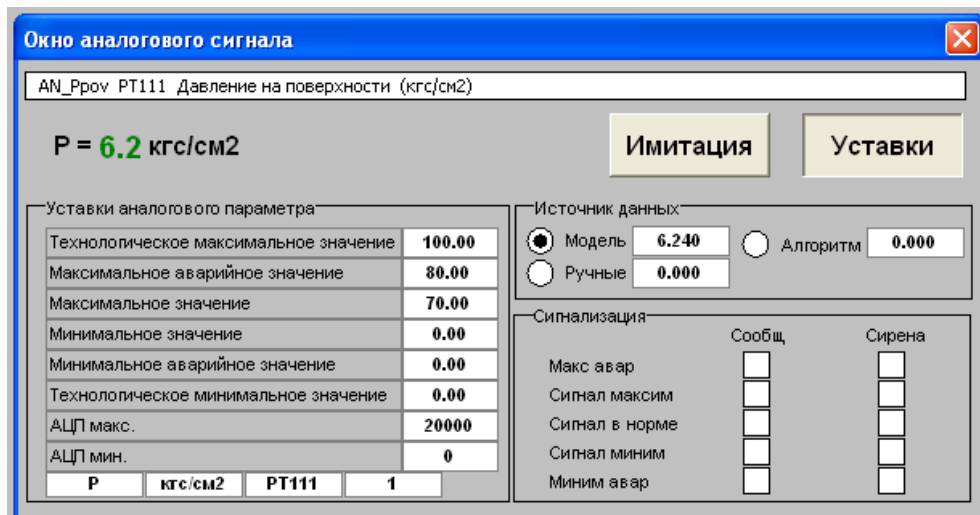 Окно аналогового сигнала
AN_Ppov PT111 Давление на поверхности (кгс/см2)
P = 6.2 кгс/см2
Имитация
Уставки
Уставки аналогового параметра
Технологическое максимальное значение 100.00
Максимальное аварийное значение 80.00
Максимальное значение 70.00
Минимальное значение 0.00
Минимальное аварийное значение 0.00
Технологическое минимальное значение 0.00
АЦП макс. 20000
АЦП мин. 0
P кгс/см2 PT111 1
Источник данных
Модель 6.240 Алгоритм 0.000
Ручные 0.000
Сигнализация
Сообщ Сирена
Макс авар
Сигнал максим
Сигнал в норме
Сигнал миним
Миним авар